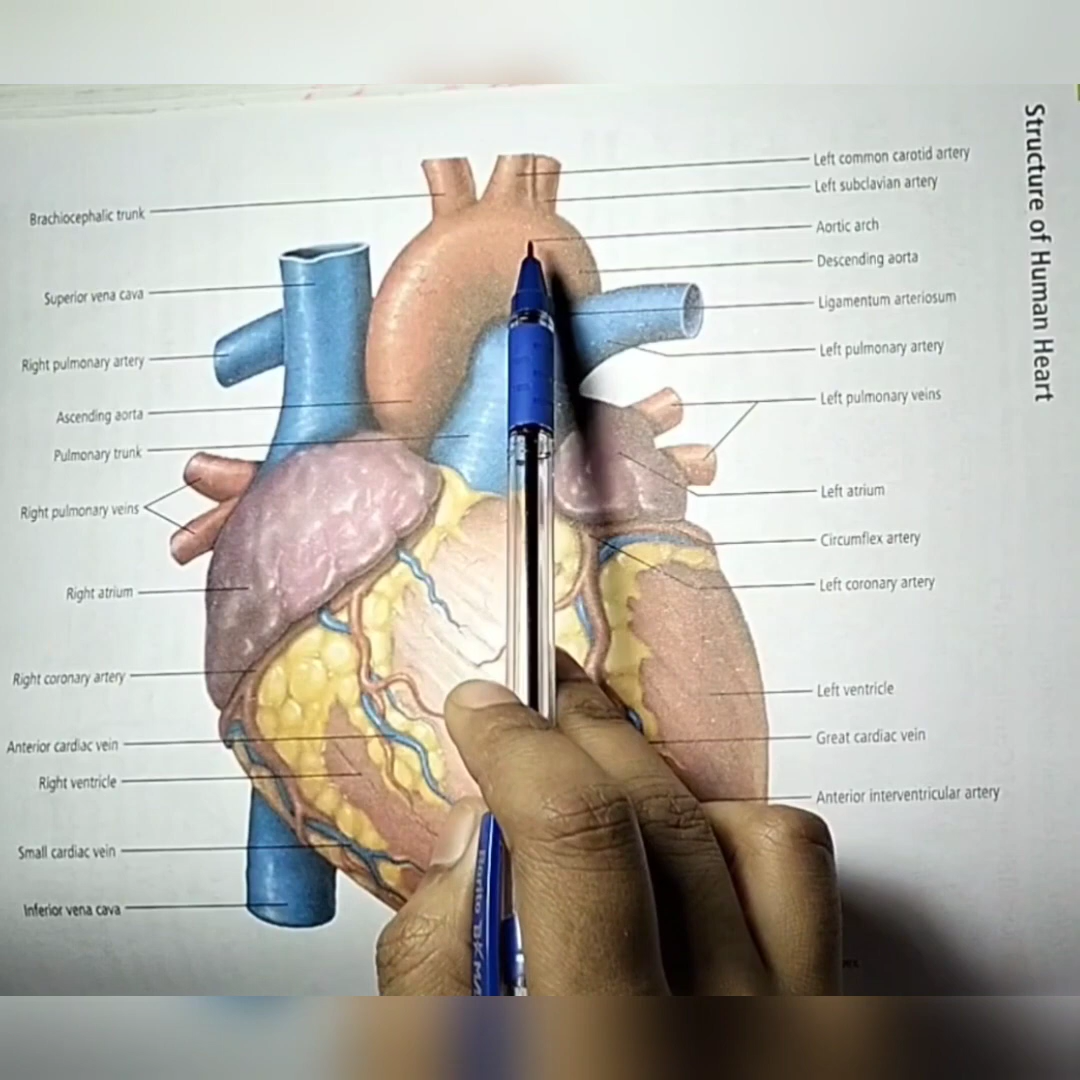 Structure of Human Heart
Brachiocephalic trunk
Superior vena cava
Right pulmonary artery
Ascending aorta
Pulmonary trunk
Right pulmonary veins
Right atrium
Right coronary artery
Anterior cardiac vein
Right ventricle
Small cardiac vein
Inferior vena cava
Left common carotid artery
Left subclavian artery
Aortic arch
Descending aorta
Ligamentum arteriosum
Left pulmonary artery
Left pulmonary veins
Left atrium
Circumflex artery
Left coronary artery
Left ventricle
Great cardiac vein
Anterior interventricular artery